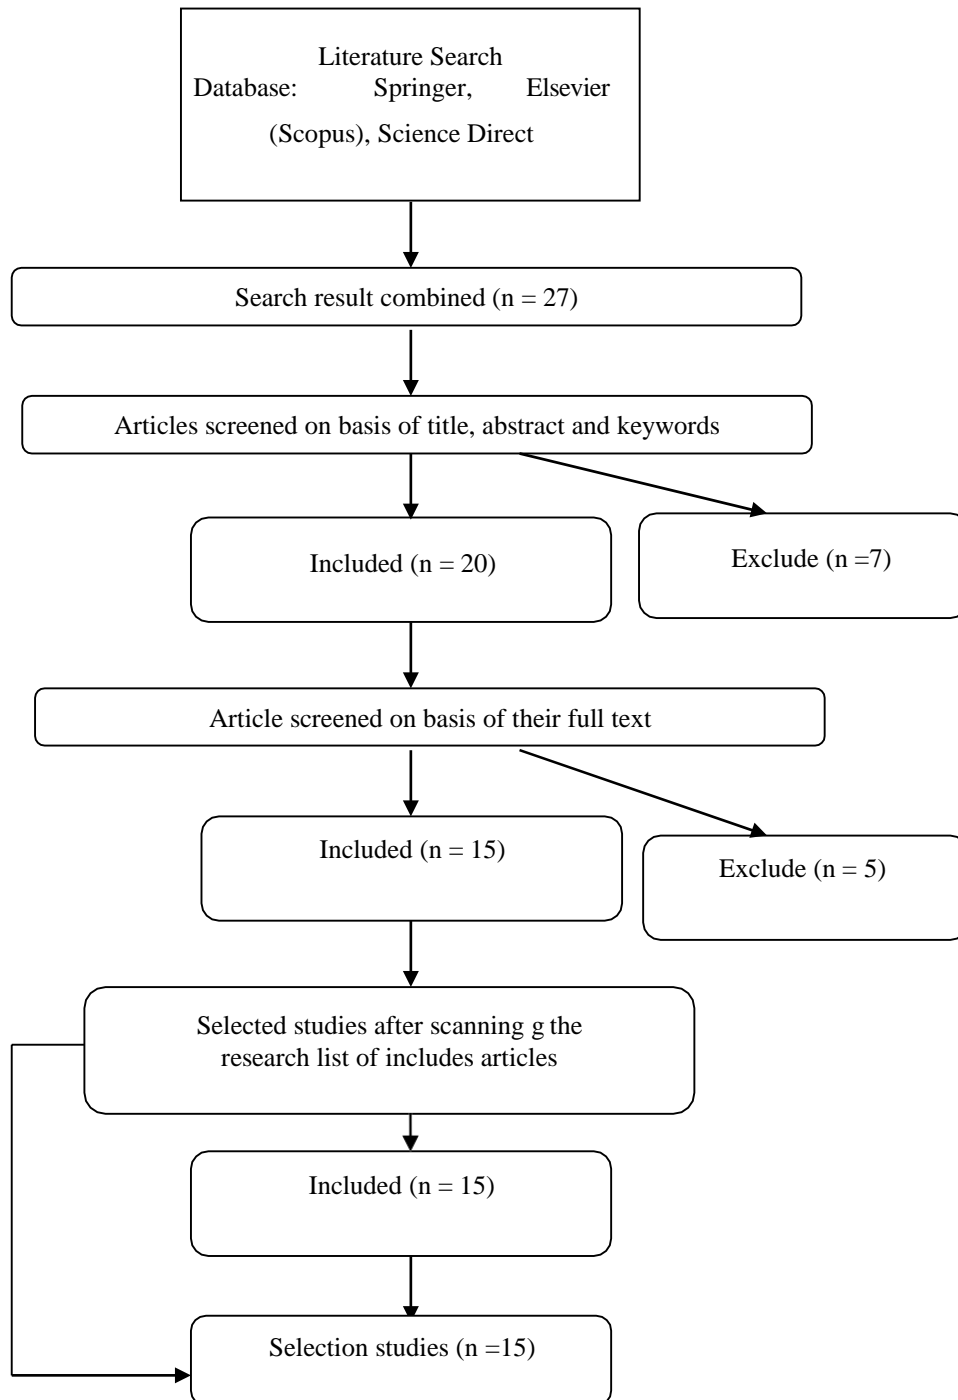 Literature Search
Database: Springer, Elsevier
(Scopus), Science Direct
Search result combined (n = 27)
Articles screened on basis of title, abstract and keywords
Included (n = 20)
Exclude (n =7)
Article screened on basis of their full text
Included (n = 15)
Exclude (n = 5)
Selected studies after scanning g the
research list of includes articles
Included (n = 15)
Selection studies (n =15)